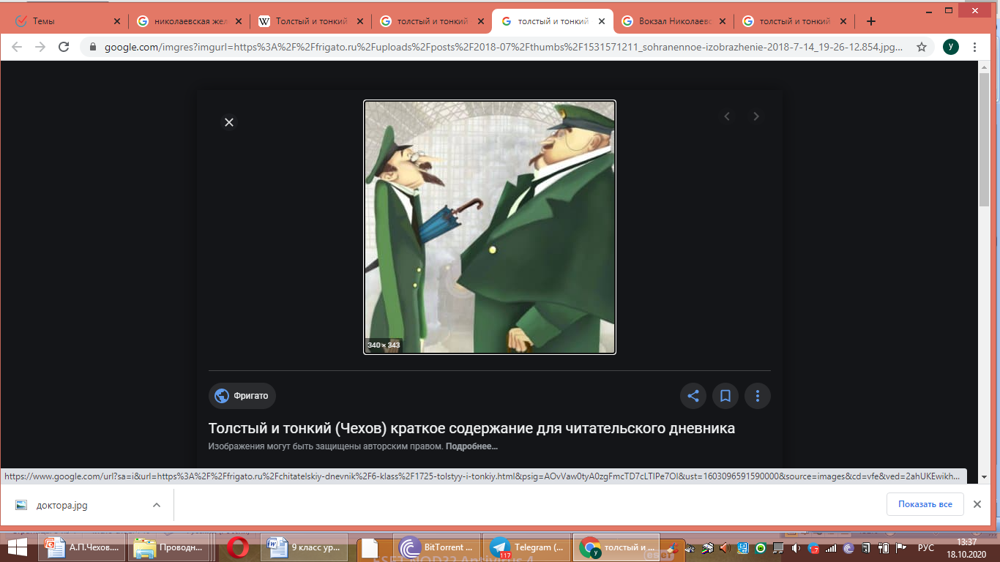 Темы
николаевская жел
Толстый и тонкий
толстый и тонкий
толстый и тонкий
Вокзал Николаевс
толстый и тонкий
google.com/imgres?imgurl=https%3A%2F%2Ffrigato.ru%2Fuploads%2Fposts%2F2018-07%2Fthumbs%2F1531571211_sohranennoe-izobrazhenie-2018-7-14_19-26-12.854.jpg...
y
340 × 343
Фригато
Толстый и тонкий (Чехов) краткое содержание для читательского дневника
Изображения могут быть защищены авторским правом. Подробнее...
https://www.google.com/url?sa=i&url=https%3A%2F%2Ffrigato.ru%2Fchitatelskiy-dnevnik%2F6-klass%2F1725-tolstyy-i-tonkiy.html&psig=AOvVaw0tyA0zgFmcTD7cLTIPe7OI&ust=1603096591590000&source=images&cd=vfe&ved=2ahUKEwikh...
доктора.jpg
Показать все
А.П.Чехов....
Проводн...
9 класс ур...
BitTorrent ...
Telegram (...
117
толстый и ...
РУС
13:37
18.10.2020
ESET NOD32 Antivirus 4
eset